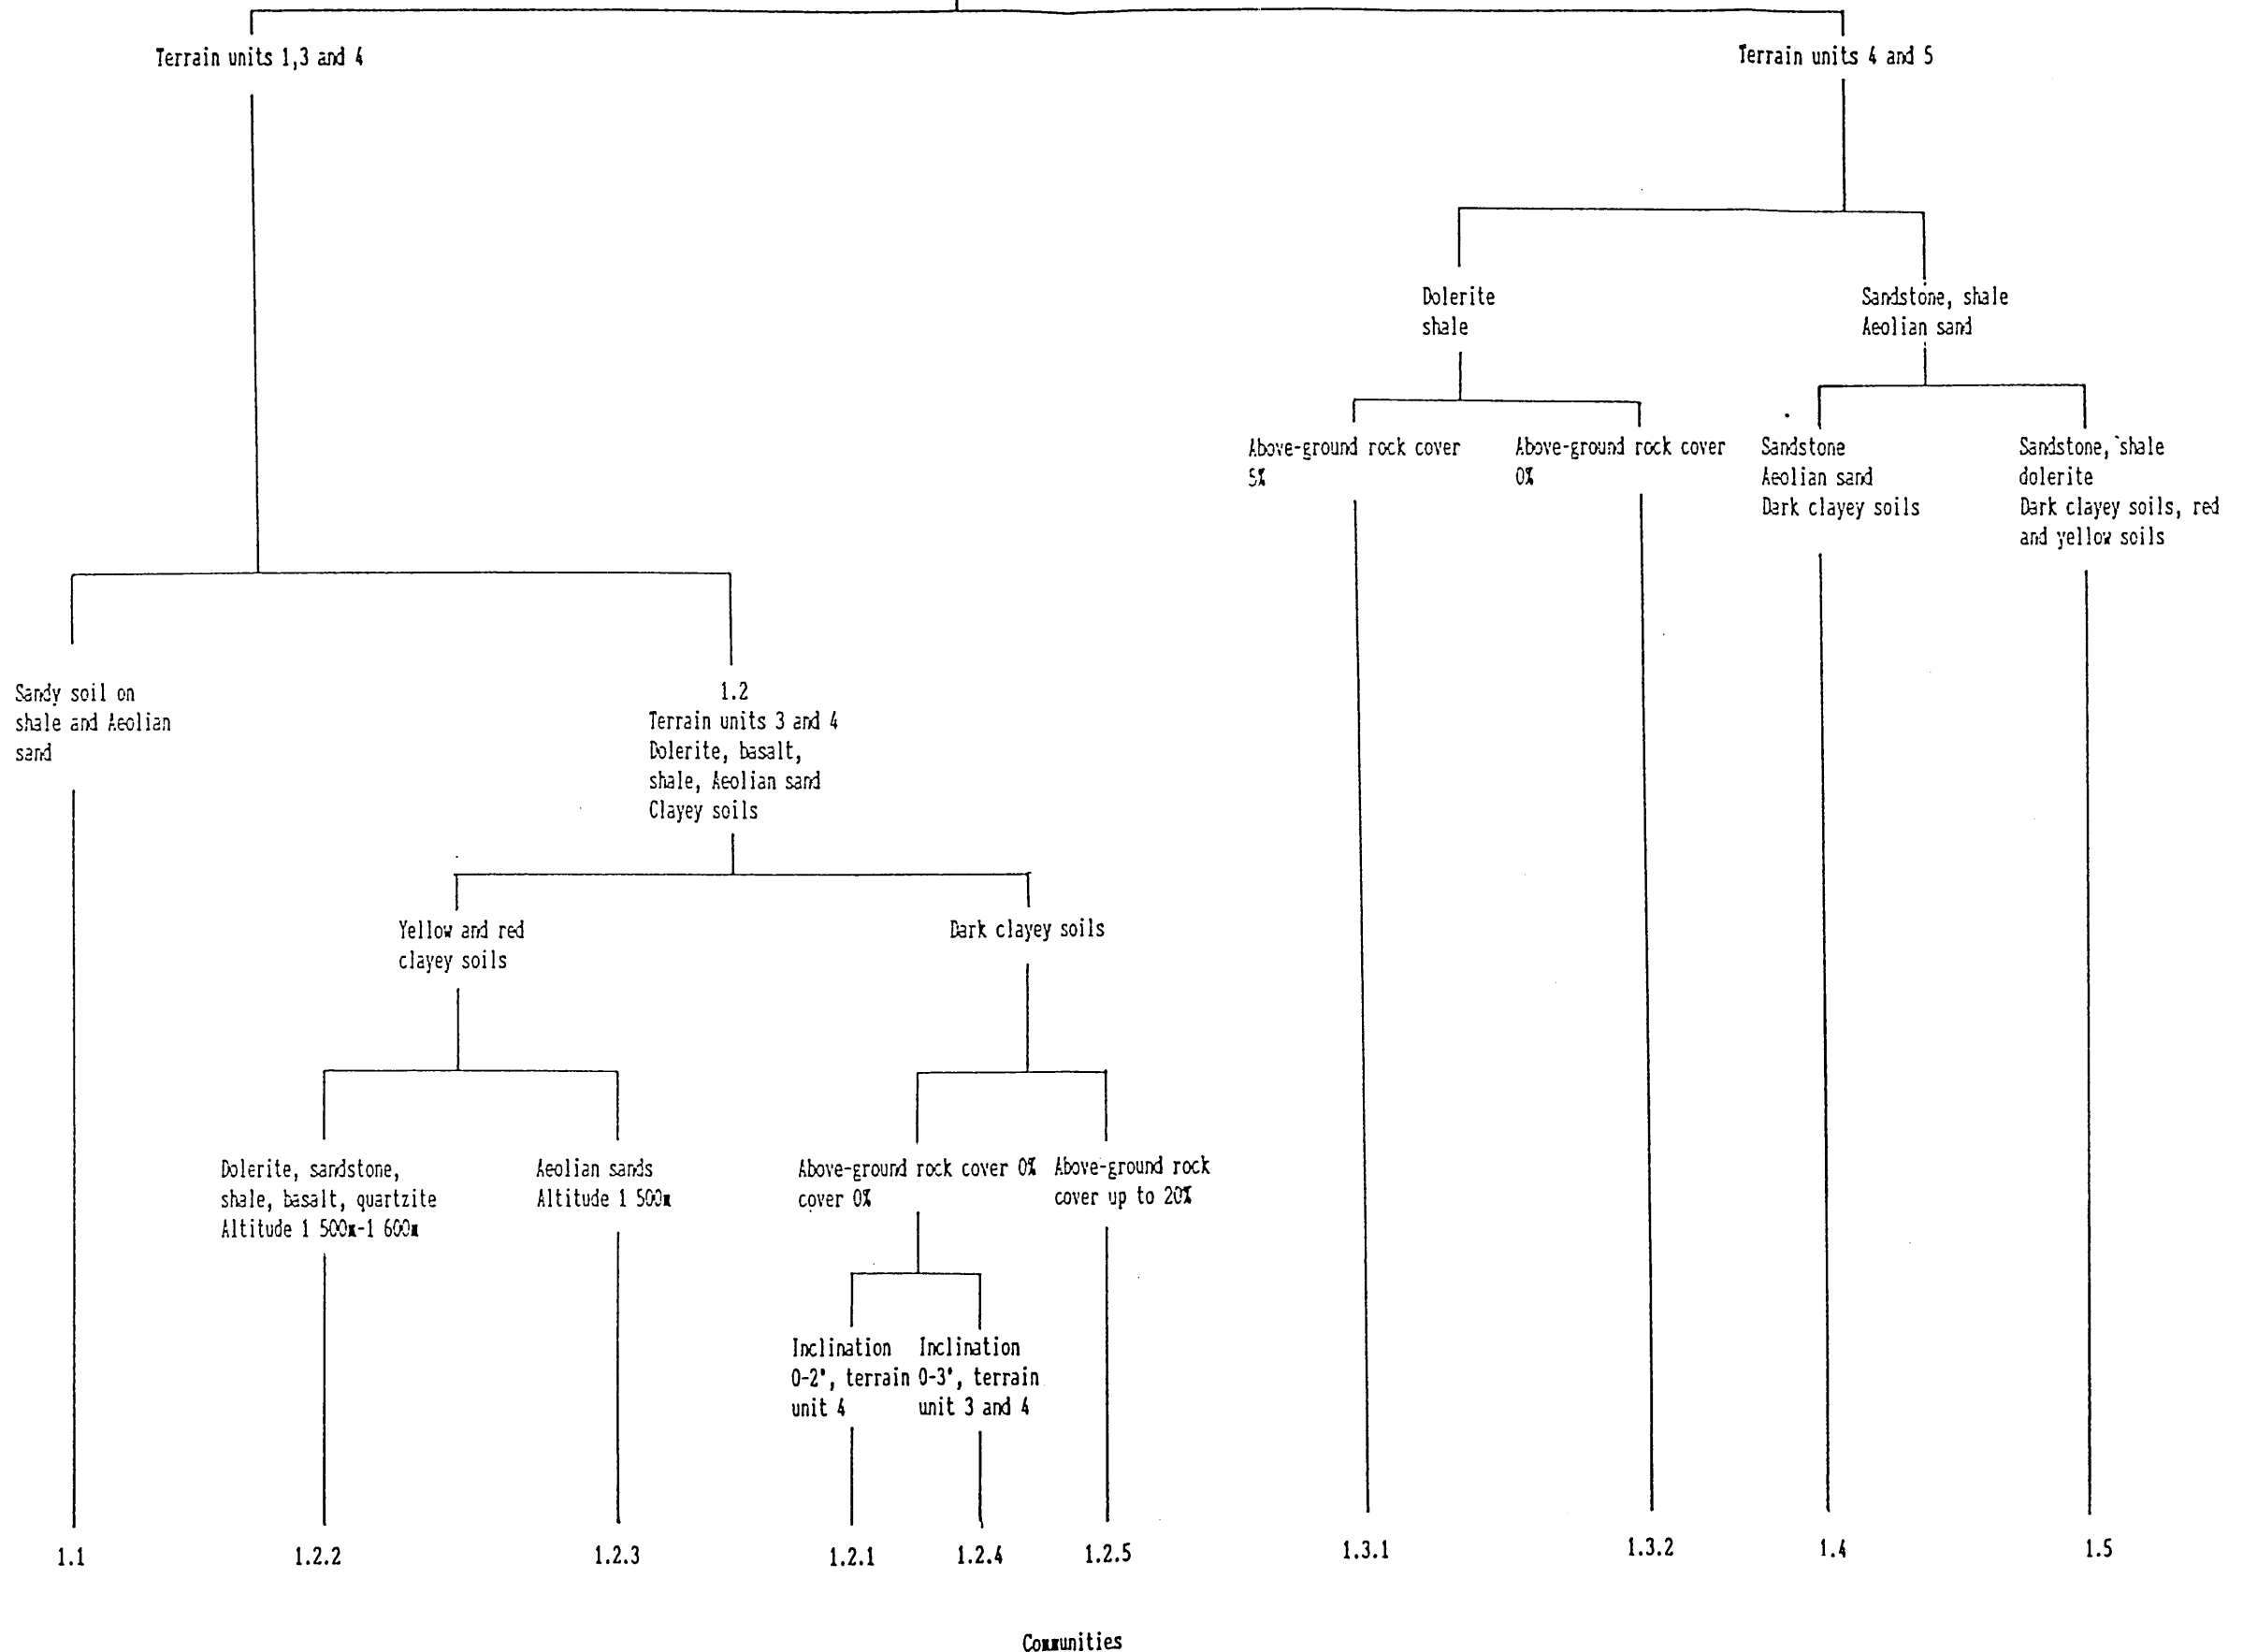 Terrain units 1,3 and 4
Terrain units 4 and 5
Dolerite
shale
Sandstone, shale
Aeolian sand
Above-ground rock cover
5%
Above-ground rock cover
0%
Sandstone
Aeolian sand
Dark clayey soils
Sandstone, shale
dolerite
Dark clayey soils, red
and yellow soils
Sandy soil on
shale and Aeolian
sand
1.2
Terrain units 3 and 4
Dolerite, basalt,
shale, Aeolian sand
Clayey soils
Yellow and red
clayey soils
Dark clayey soils
Dolerite, sandstone,
shale, basalt, quartzite
Altitude 1 500m-1 600m
Aeolian sands
Altitude 1 500m
Above-ground rock cover 0%
cover 0%
Above-ground rock
cover up to 20%
Inclination
0-2°, terrain
unit 4
Inclination
0-3°, terrain
unit 3 and 4
1.1
1.2.2
1.2.3
1.2.1
1.2.4
1.2.5
1.3.1
1.3.2
1.4
1.5
Communities